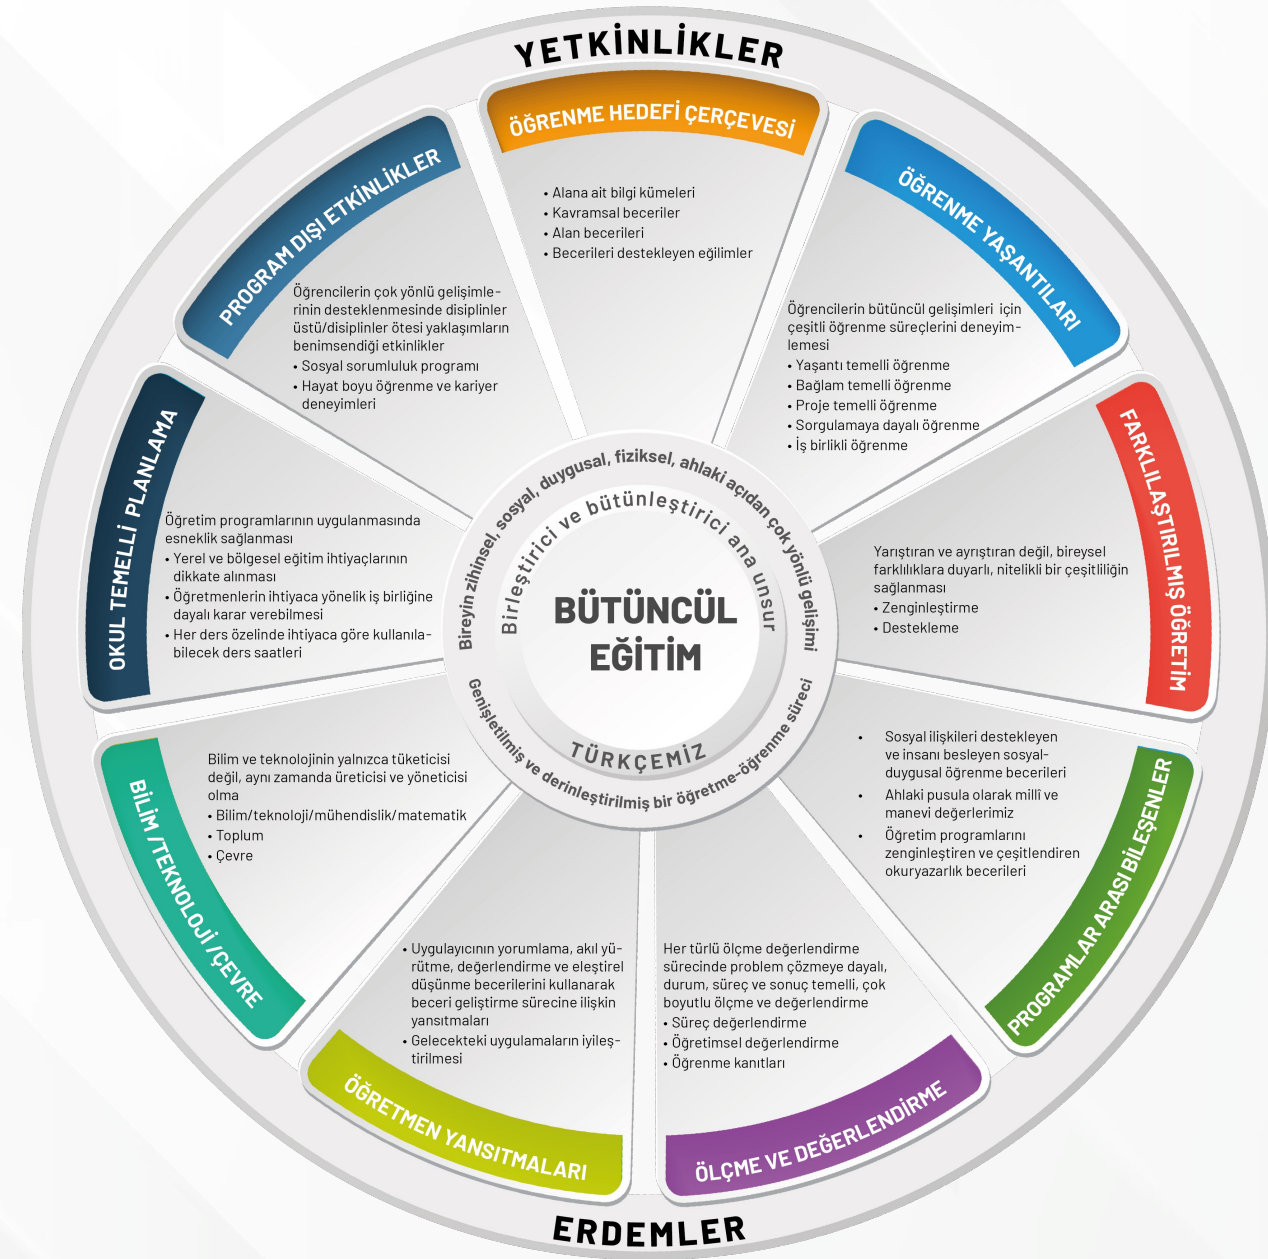 YETKİNLİKLER
ÖĞRENME HEDEFİ ÇERÇEVESİ
• Alana ait bilgi kümeleri
• Kavramsal beceriler
• Alan becerileri
• Becerileri destekleyen eğilimler
ÖĞRENME YAŞANTILARI
Öğrencilerin bütüncül gelişimleri için
çeşitli öğrenme süreçlerini deneyim-
lemesi
• Yaşantı temelli öğrenme
• Bağlam temelli öğrenme
• Proje temelli öğrenme
• Sorgulamaya dayalı öğrenme
• İş birlikli öğrenme
FARKLILAŞTIRILMIŞ ÖĞRETİM
Yarıştıran ve ayrıştıran değil, bireysel
farklılıklara duyarlı, nitelikli bir çeşitliliğin
sağlanması
• Zenginleştirme
• Destekleme
PROGRAMLAR ARASI BİLEŞENLER
• Sosyal ilişkileri destekleyen
ve insanı besleyen sosyal-
duygusal öğrenme becerileri
• Ahlaki pusula olarak millî ve
manevi değerlerimiz
• Öğretim programlarını
zenginleştiren ve çeşitlendiren
okuryazarlık becerileri
ÖLÇME VE DEĞERLENDİRME
Her türlü ölçme değerlendirme
sürecinde problem çözmeye dayalı,
durum, süreç ve sonuç temelli, çok
boyutlu ölçme ve değerlendirme
• Süreç değerlendirme
• Öğretimsel değerlendirme
• Öğrenme kanıtları
ÖĞRETMEN YANSITMALARI
• Uygulayıcının yorumlama, akıl yü-
rütme, değerlendirme ve eleştirel
düşünme becerilerini kullanarak
beceri geliştirme sürecine ilişkin
yansıtmaları
• Gelecekteki uygulamaların iyileş-
tirilmesi
BİLİM /TEKNOLOJİ /ÇEVRE
Bilim ve teknolojinin yalnızca tüketicisi
değil, aynı zamanda üreticisi ve yöneticisi
olma
• Bilim/teknoloji/mühendislik/matematik
• Toplum
• Çevre
OKUL TEMELLİ PLANLAMA
Öğretim programlarının uygulanmasında
esneklik sağlanması
• Yerel ve bölgesel eğitim ihtiyaçlarının
dikkate alınması
• Öğretmenlerin ihtiyaca yönelik iş birliğine
dayalı karar verebilmesi
• Her ders özelinde ihtiyaca göre kullanıla-
bilecek ders saatleri
PROGRAM DIŞI ETKİNLİKLER
Öğrencilerin çok yönlü gelişimle-
rinin desteklenmesinde disiplinler
üstü/disiplinler ötesi yaklaşımların
benimsendiği etkinlikler
• Sosyal sorumluluk programı
• Hayat boyu öğrenme ve kariyer
deneyimleri
Bireyin zihinsel, sosyal, duygusal, fiziksel, ahlaki açıdan çok yönlü gelişimi
Birleştirici ve bütünleştirici ana unsur
BÜTÜNCÜL
EĞİTİM
TÜRKÇEMİZ
Genişletilmiş ve derinleştirilmiş bir öğretme-öğrenme süreci
ERDEMLER